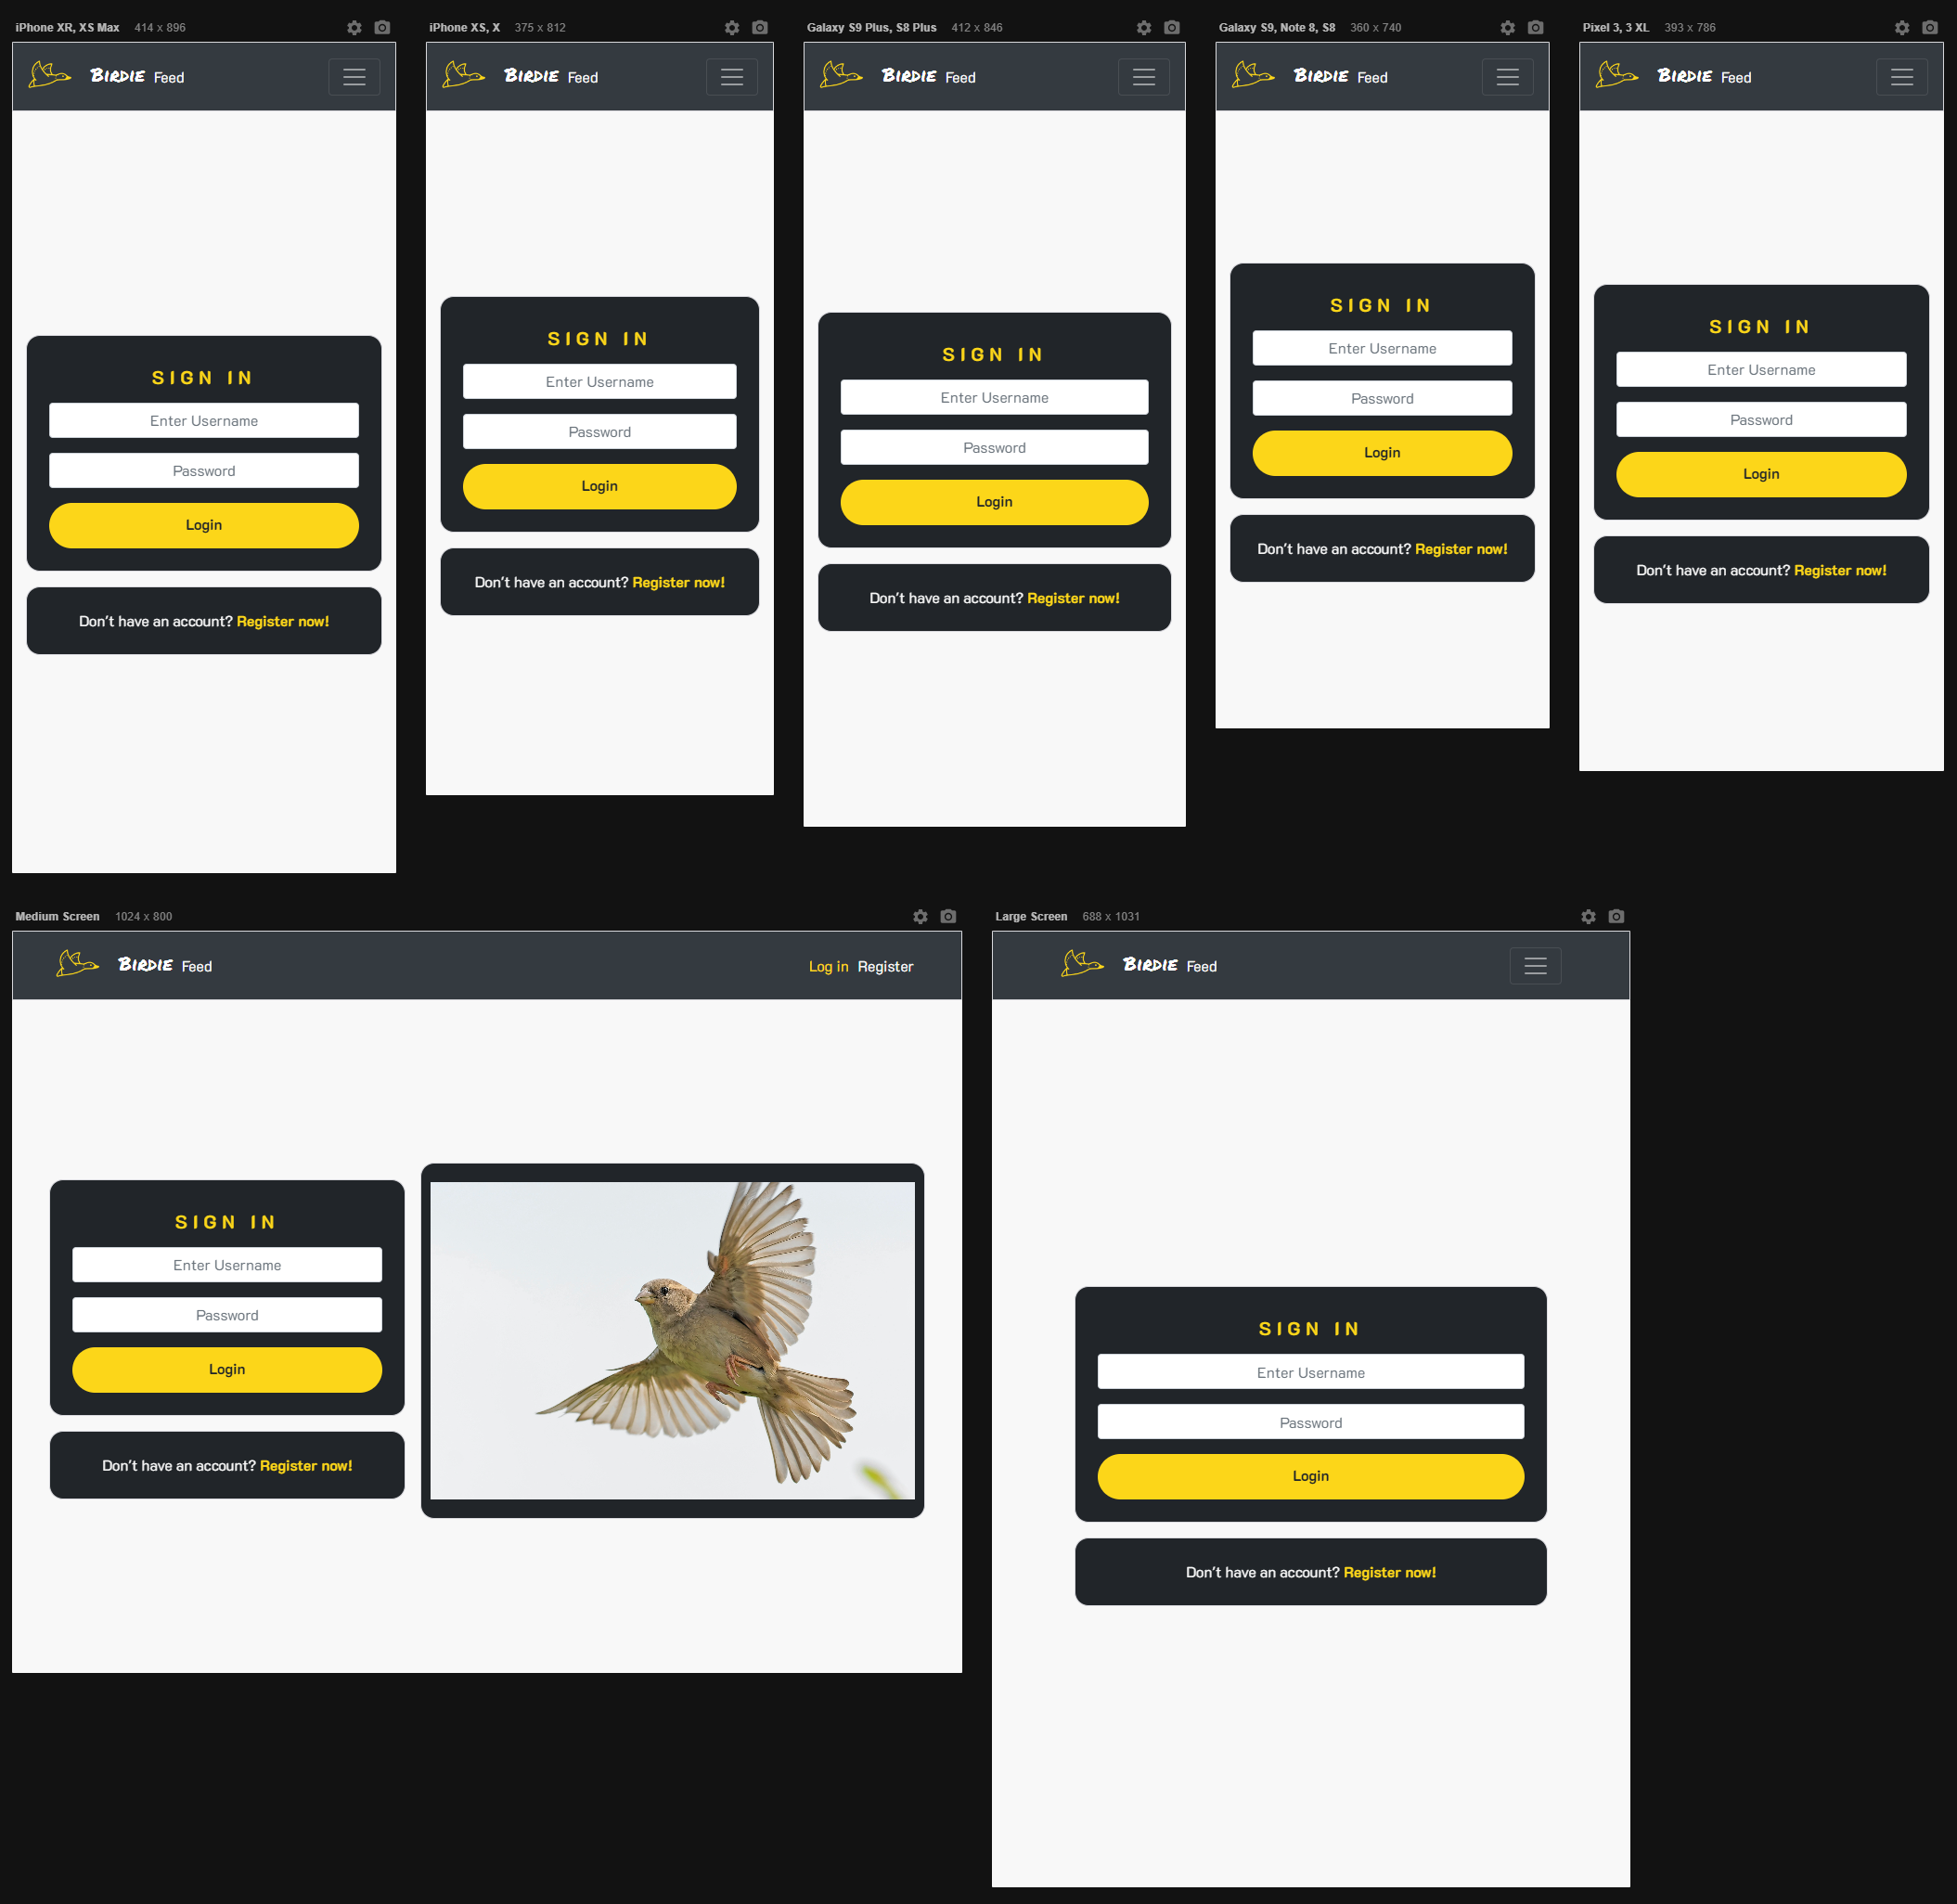 iPhone XR, XS Max 414 x 896
Birdie Feed
SIGN IN
Enter Username
Password
Login
Don't have an account? Register now!
iPhone XS, X 375 x 812
Birdie Feed
SIGN IN
Enter Username
Password
Login
Don't have an account? Register now!
Galaxy S9 Plus, S8 Plus 412 x 846
Birdie Feed
SIGN IN
Enter Username
Password
Login
Don't have an account? Register now!
Galaxy S9, Note 8, S8 360 x 740
Birdie Feed
SIGN IN
Enter Username
Password
Login
Don't have an account? Register now!
Pixel 3, 3 XL 393 x 786
Birdie Feed
SIGN IN
Enter Username
Password
Login
Don't have an account? Register now!
Medium Screen 1024 x 800
Birdie Feed Log in Register
SIGN IN
Enter Username
Password
Login
Don't have an account? Register now!
Large Screen 688 x 1031
Birdie Feed
SIGN IN
Enter Username
Password
Login
Don't have an account? Register now!